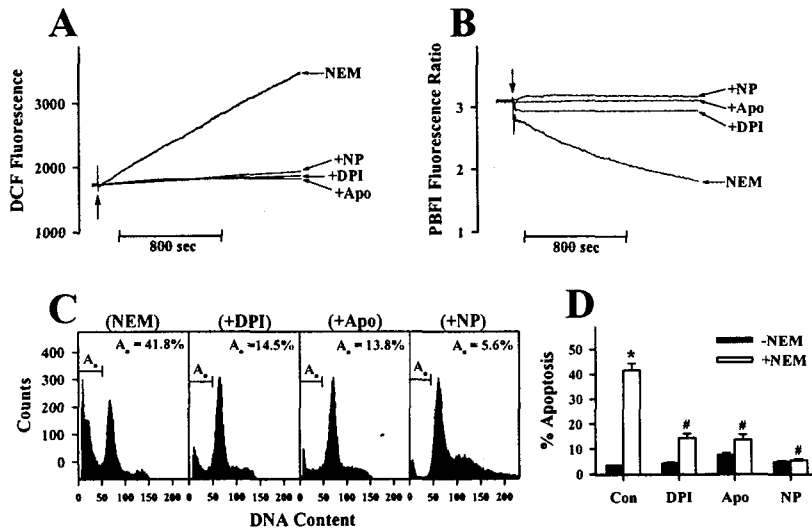 A
DCF Fluorescence
3000
2000
1000
NEM
+NP
+DPI
+Apo
800 sec
B
PBFI Fluorescence Ratio
3
2
1
+NP
+Apo
+DPI
NEM
800 sec
C
(NEM) (+DPI) (+Apo) (+NP)
Ao = 41.8% Ao =14.5% Ao = 13.8% Ao = 5.6%
Ao Ao Ao Ao
Counts
400
300
200
100
0
0 50 100 150 0 50 100 150 0 50 100 150 0 50 100 150 200
DNA Content
D
-NEM
+NEM
% Apoptosis
50
40
30
20
10
0
* # # #
Con DPI Apo NP